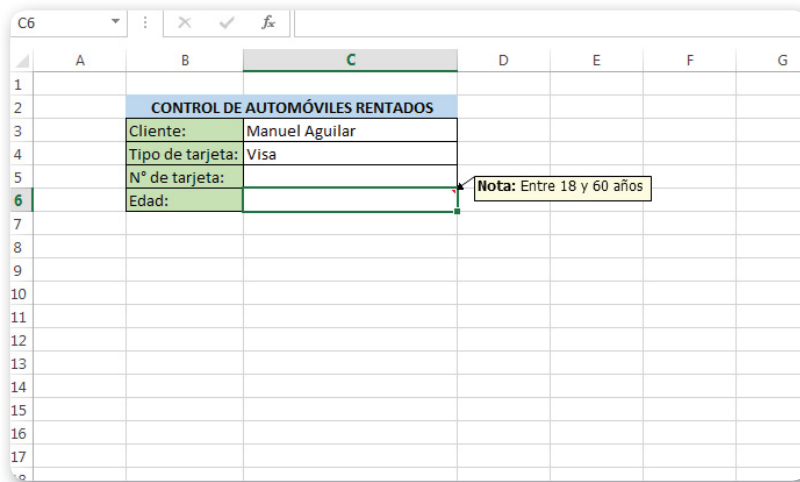 C6
fx
A B C D E F G
1
2 CONTROL DE AUTOMÓVILES RENTADOS
3 Cliente: Manuel Aguilar
4 Tipo de tarjeta: Visa
5 N° de tarjeta:
Nota: Entre 18 y 60 años
6 Edad:
7
8
9
10
11
12
13
14
15
16
17